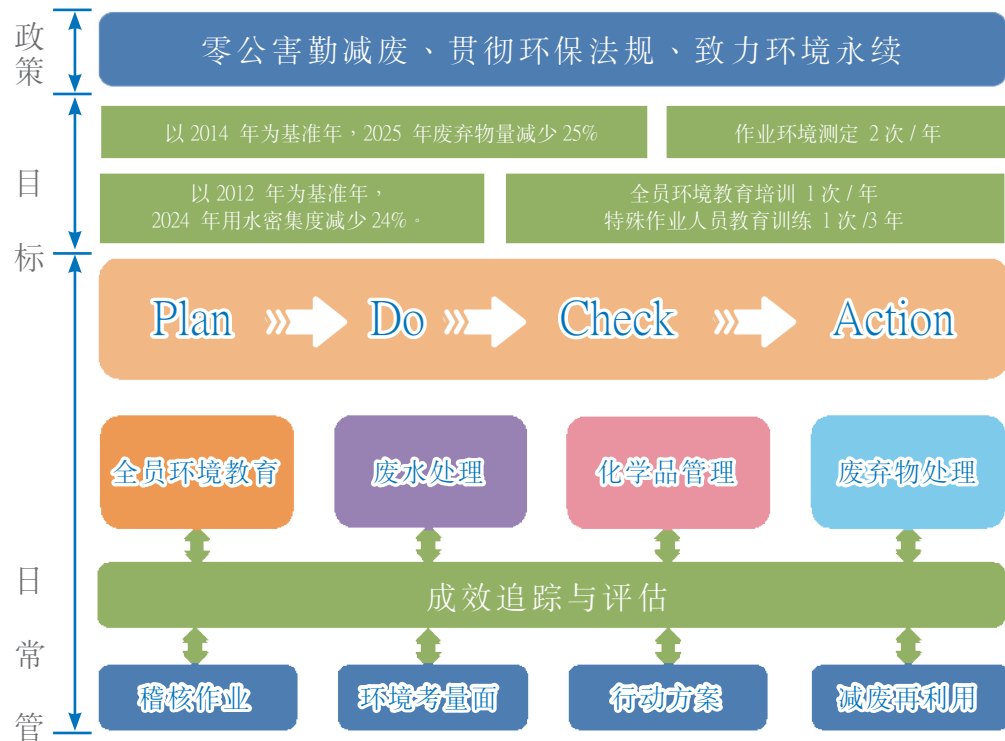 政策
零公害勤减废、贯彻环保法规、致力环境永续
目标
以 2014 年为基准年，2025 年废弃物量减少 25%
作业环境测定 2 次 / 年
以 2012 年为基准年，
2024 年用水密集度减少 24%。
全员环境教育培训 1 次 / 年
特殊作业人员教育训练 1 次 /3 年
Plan
Do
Check
Action
日常管
全员环境教育
废水处理
化学品管理
废弃物处理
成效追踪与评估
稽核作业
环境考量面
行动方案
减废再利用